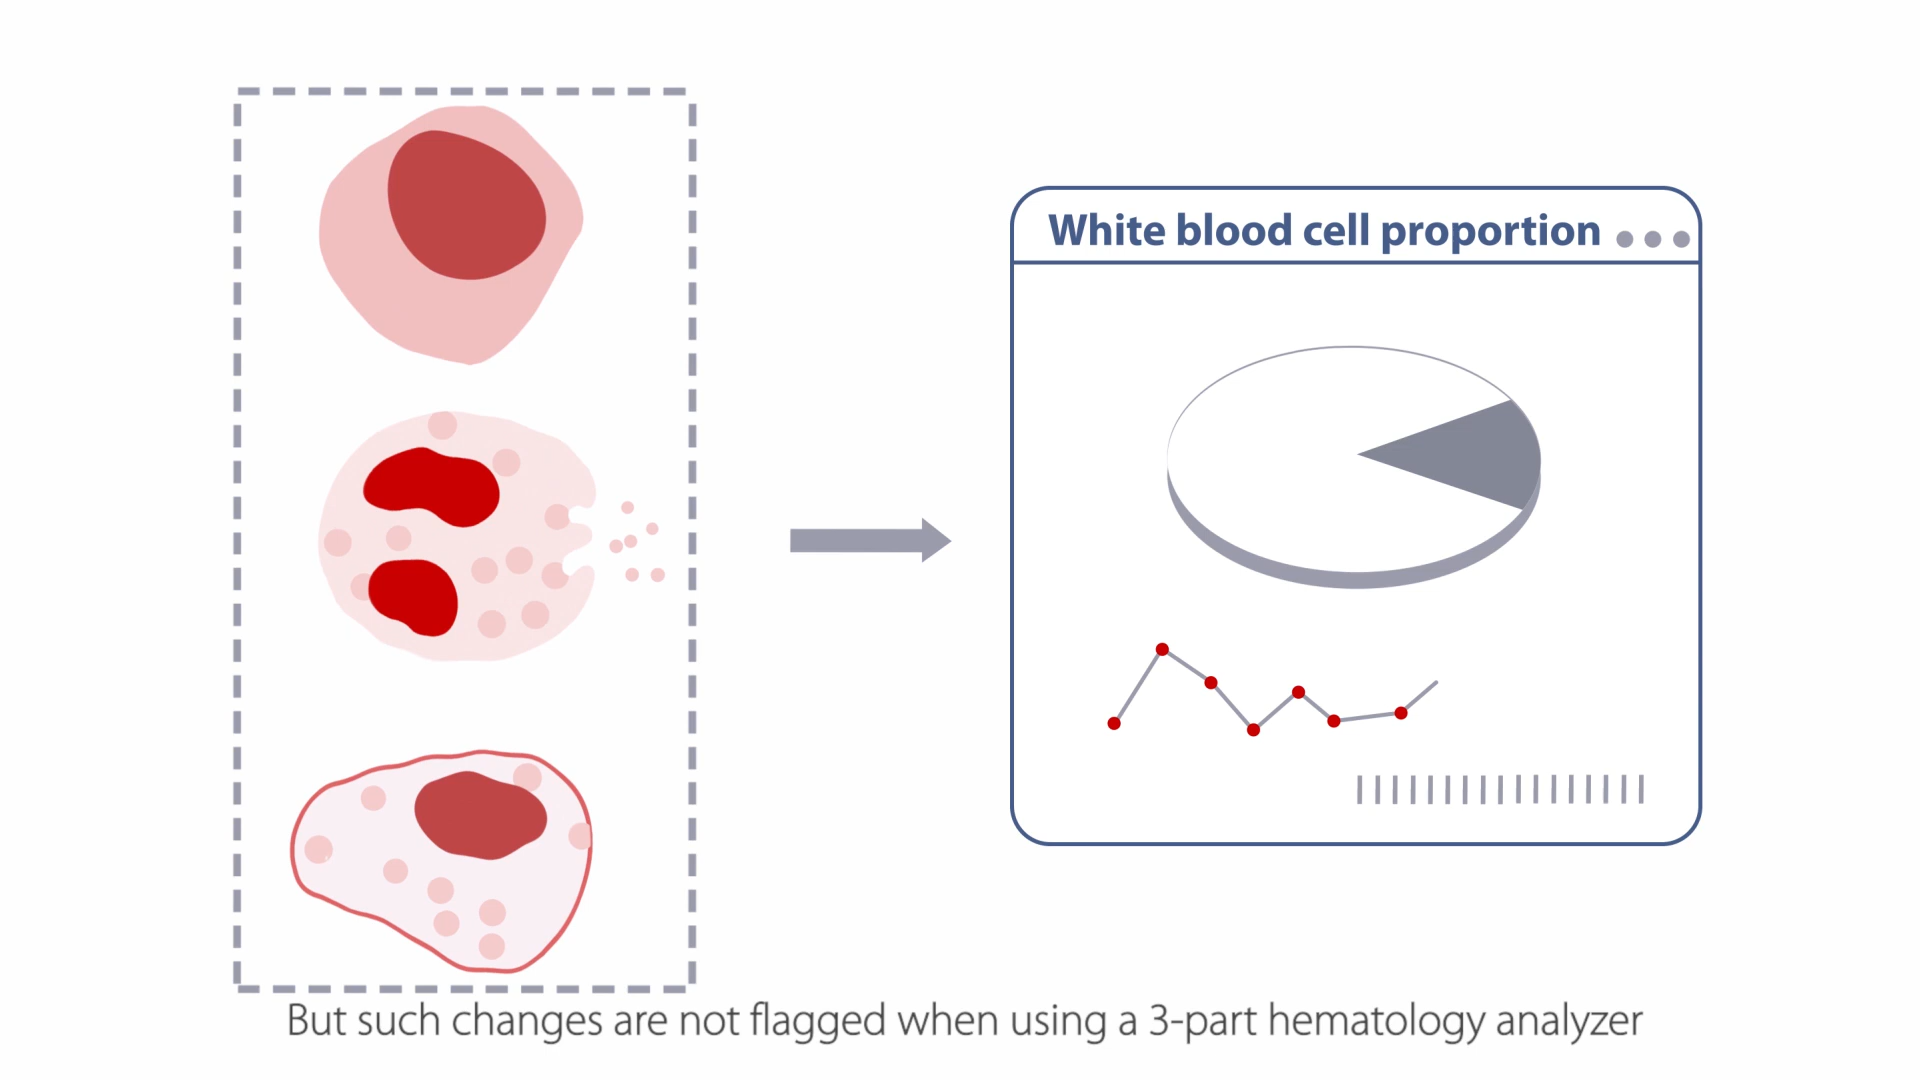 White blood cell proportion
But such changes are not flagged when using a 3-part hematology analyzer